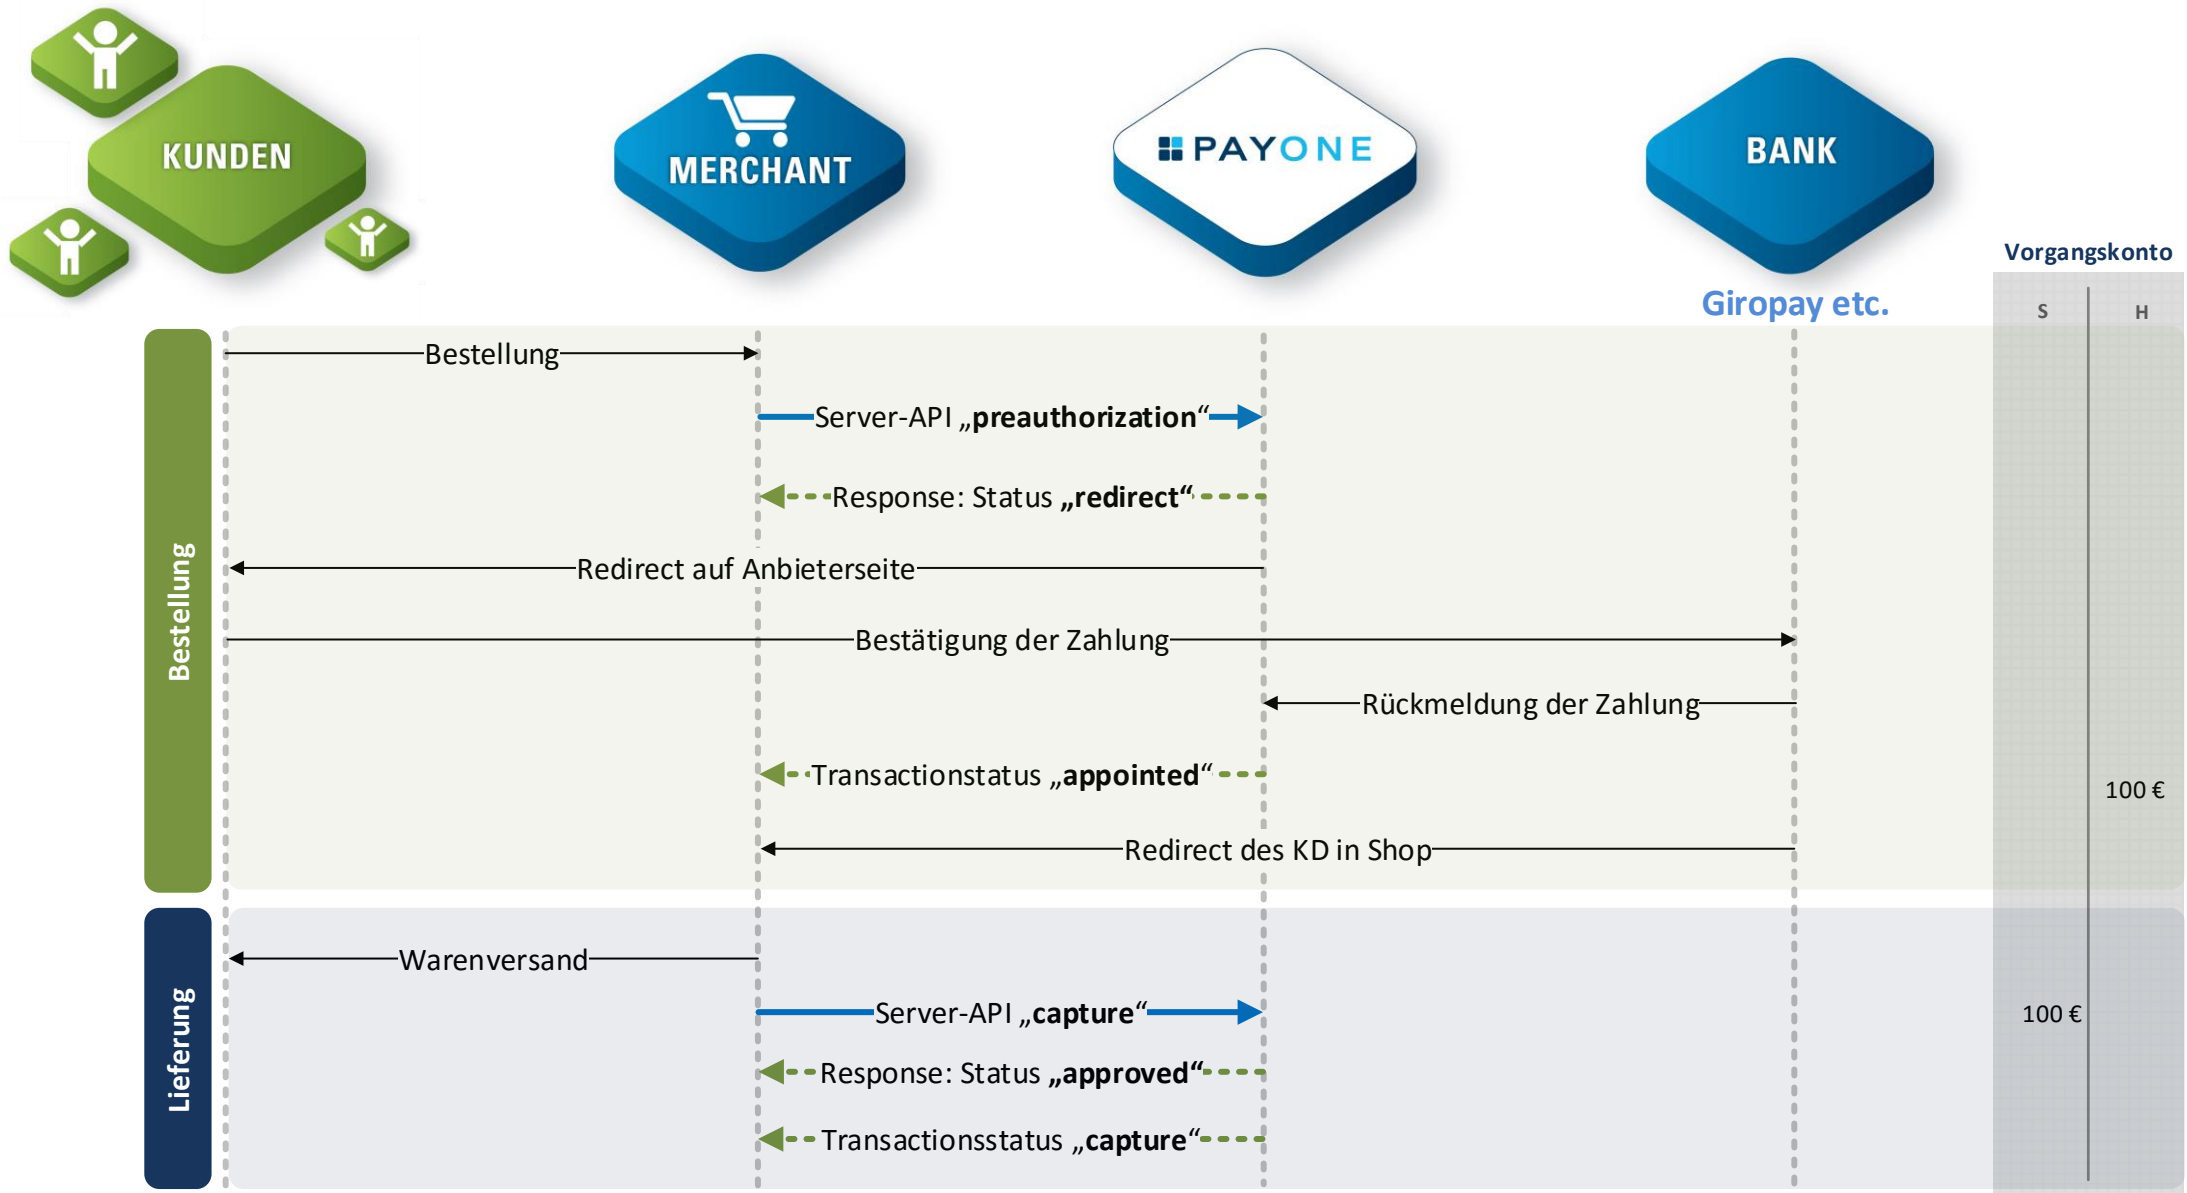 KUNDEN
MERCHANT
PAYONE
BANK
Giropay etc.
Vorgangskonto
S H
Bestellung
Bestellung
Server-API „preauthorization“
Response: Status „redirect“
Redirect auf Anbieterseite
Bestätigung der Zahlung
Rückmeldung der Zahlung
Transactionstatus „appointed“
100 €
Redirect des KD in Shop
Lieferung
Warenversand
Server-API „capture“
100 €
Response: Status „approved“
Transactionsstatus „capture“